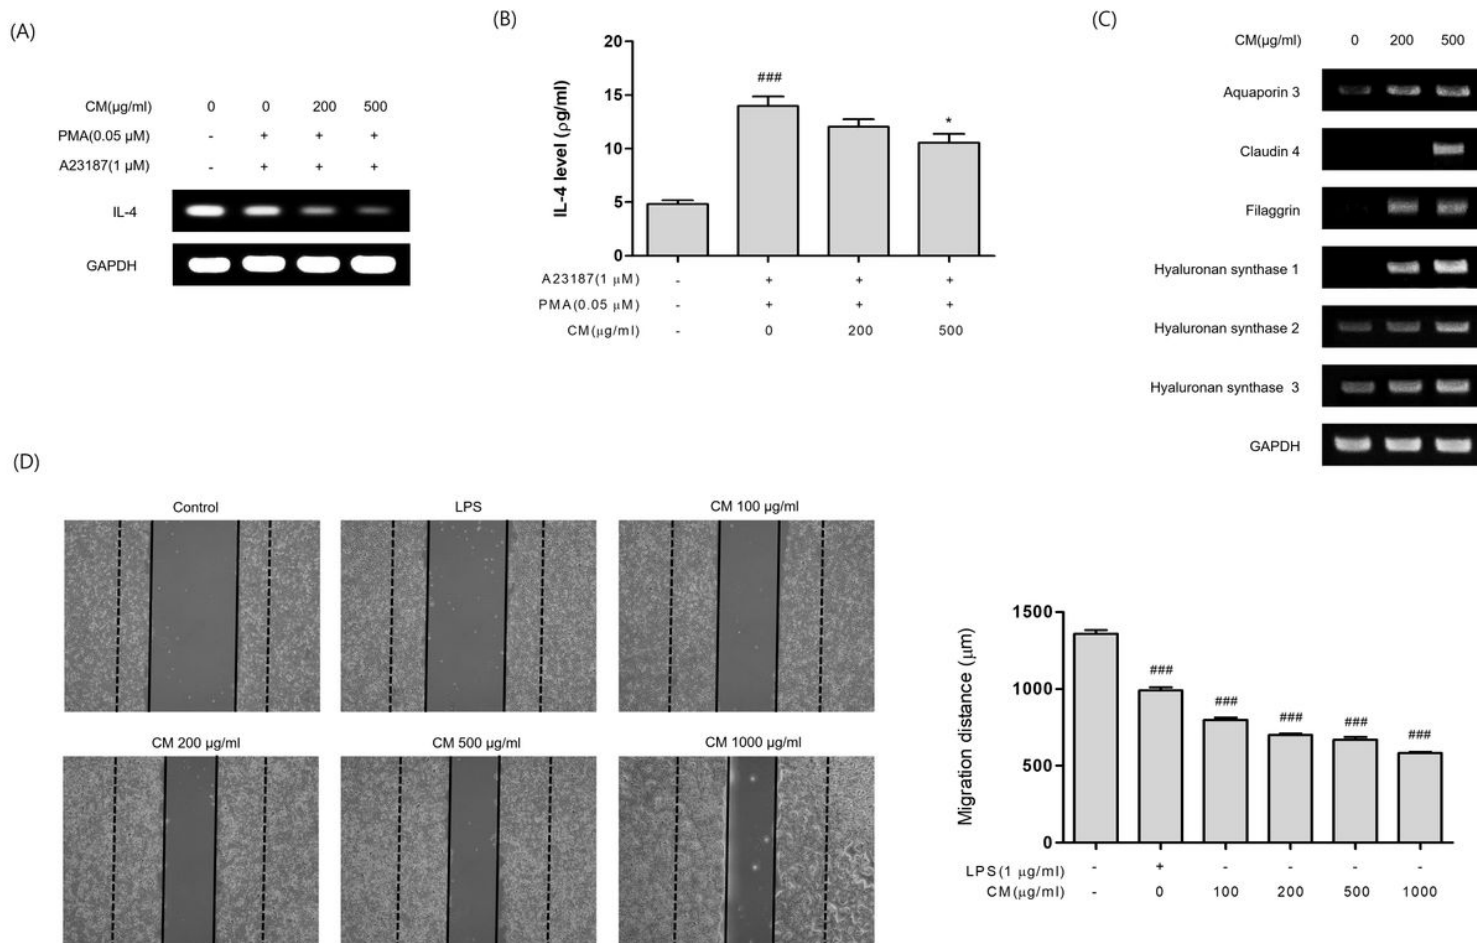 (A)
CM(µg/ml) 0 0 200 500
PMA(0.05 µM) - + + +
A23187(1 µM) - + + +
IL-4
GAPDH
(B)
IL-4 level (ρg/ml)
20
15
10
5
0
###
*
A23187(1 µM) - + + +
PMA(0.05 µM) - + + +
CM(µg/ml) - 0 200 500
(C)
CM(µg/ml) 0 200 500
Aquaporin 3
Claudin 4
Filaggrin
Hyaluronan synthase 1
Hyaluronan synthase 2
Hyaluronan synthase 3
GAPDH
(D)
Control LPS CM 100 µg/ml
CM 200 µg/ml CM 500 µg/ml CM 1000 µg/ml
Migration distance (µm)
1500
1000
500
0
### ### ### ### ###
LPS(1 µg/ml) - + - - - -
CM(µg/ml) - 0 100 200 500 1000